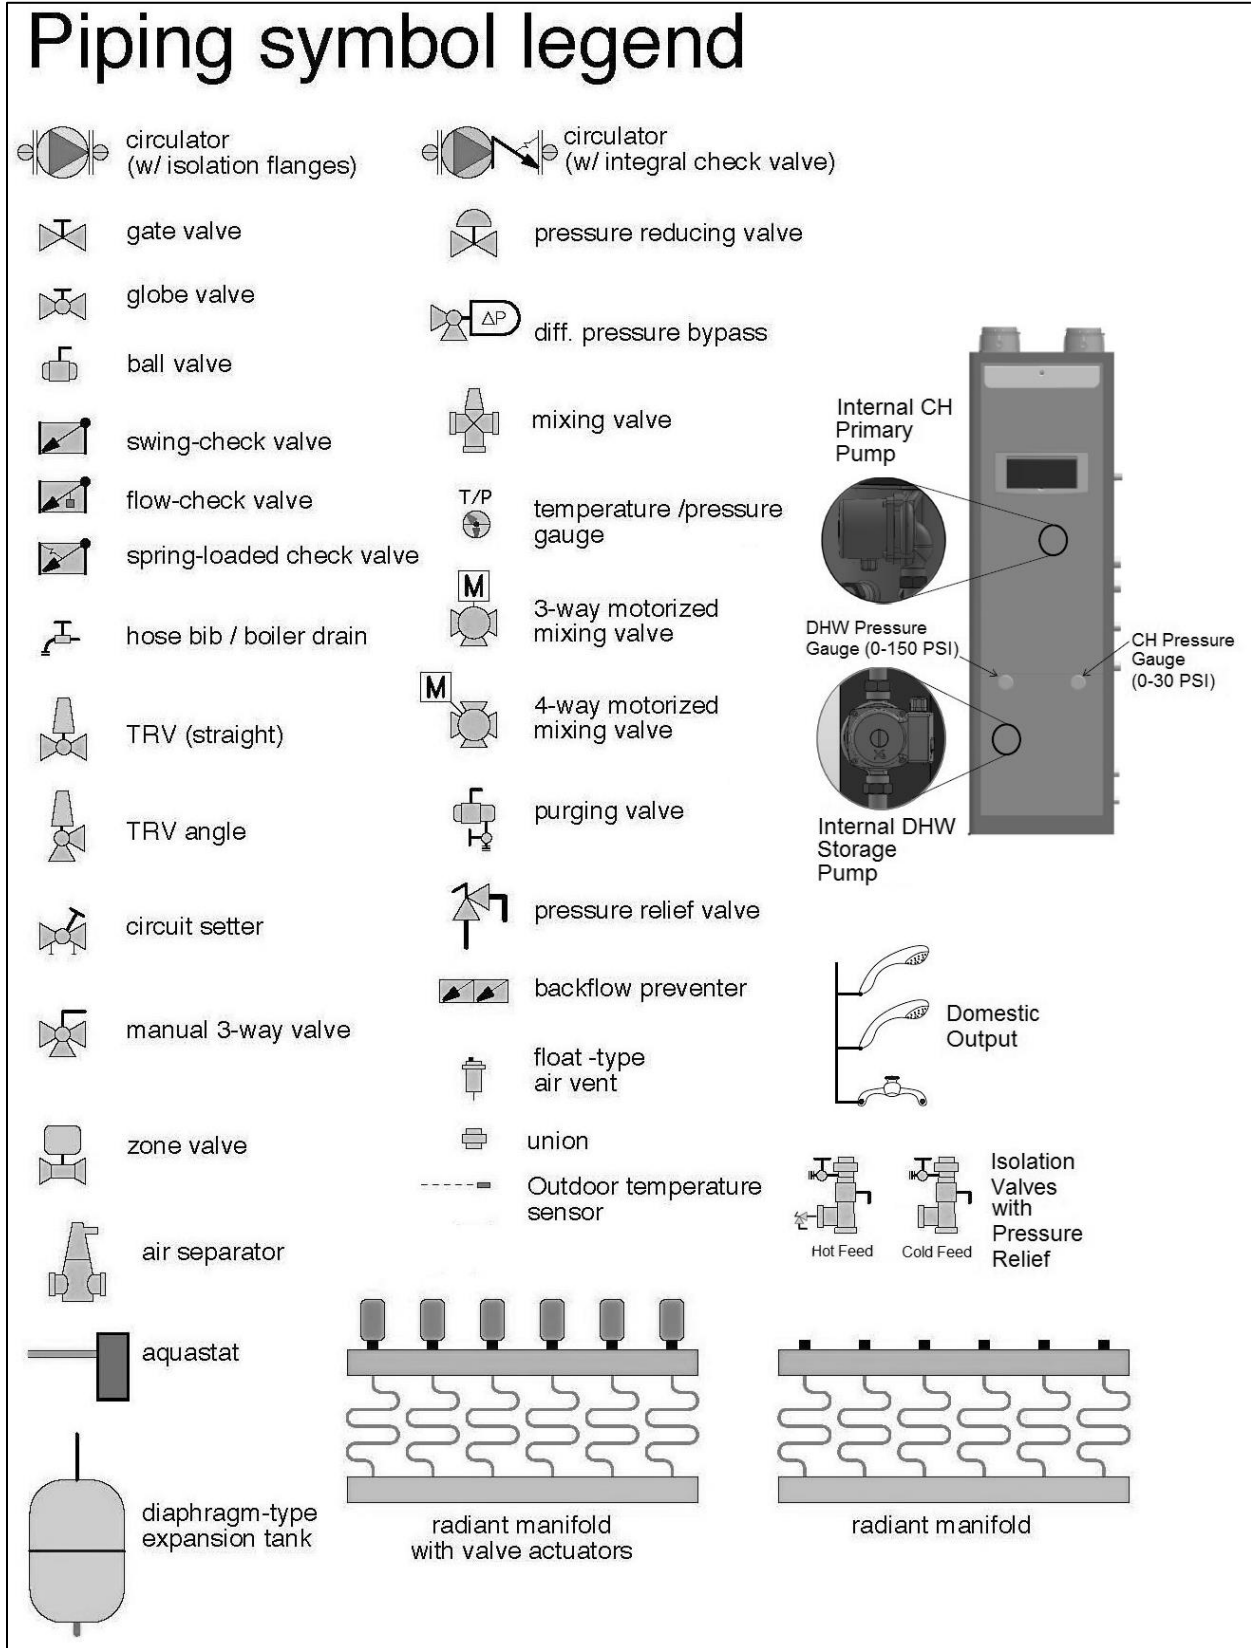 Piping symbol legend
circulator
(w/ isolation flanges)
gate valve
globe valve
ball valve
swing-check valve
flow-check valve
spring-loaded check valve
hose bib / boiler drain
TRV (straight)
TRV angle
circuit setter
manual 3-way valve
zone valve
air separator
aquastat
diaphragm-type
expansion tank
circulator
(w/ integral check valve)
pressure reducing valve
ΔP
diff. pressure bypass
mixing valve
T/P
temperature /pressure
gauge
M
3-way motorized
mixing valve
M
4-way motorized
mixing valve
purging valve
pressure relief valve
backflow preventer
float -type
air vent
union
Outdoor temperature
sensor
radiant manifold
with valve actuators
Internal CH
Primary
Pump
DHW Pressure
Gauge (0-150 PSI)
CH Pressure
Gauge
(0-30 PSI)
Internal DHW
Storage
Pump
Domestic
Output
Isolation
Valves
with
Pressure
Relief
Hot Feed
Cold Feed
radiant manifold